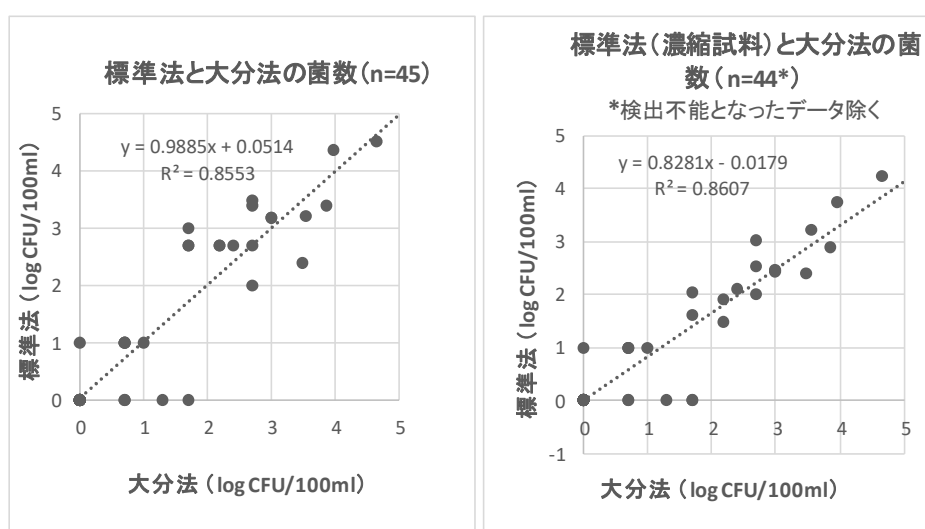 標準法と大分法の菌数(n=45)
y = 0.9885x + 0.0514
R² = 0.8553
5
4
3
2
1
0
0 1 2 3 4 5
標準法(log CFU/100ml)
大分法(log CFU/100ml)
標準法(濃縮試料)と大分法の菌
数(n=44*)
*検出不能となったデータ除く
y = 0.8281x - 0.0179
R² = 0.8607
5
4
3
2
1
0
-1
0 1 2 3 4 5
標準法(log CFU/100ml)
大分法(log CFU/100ml)